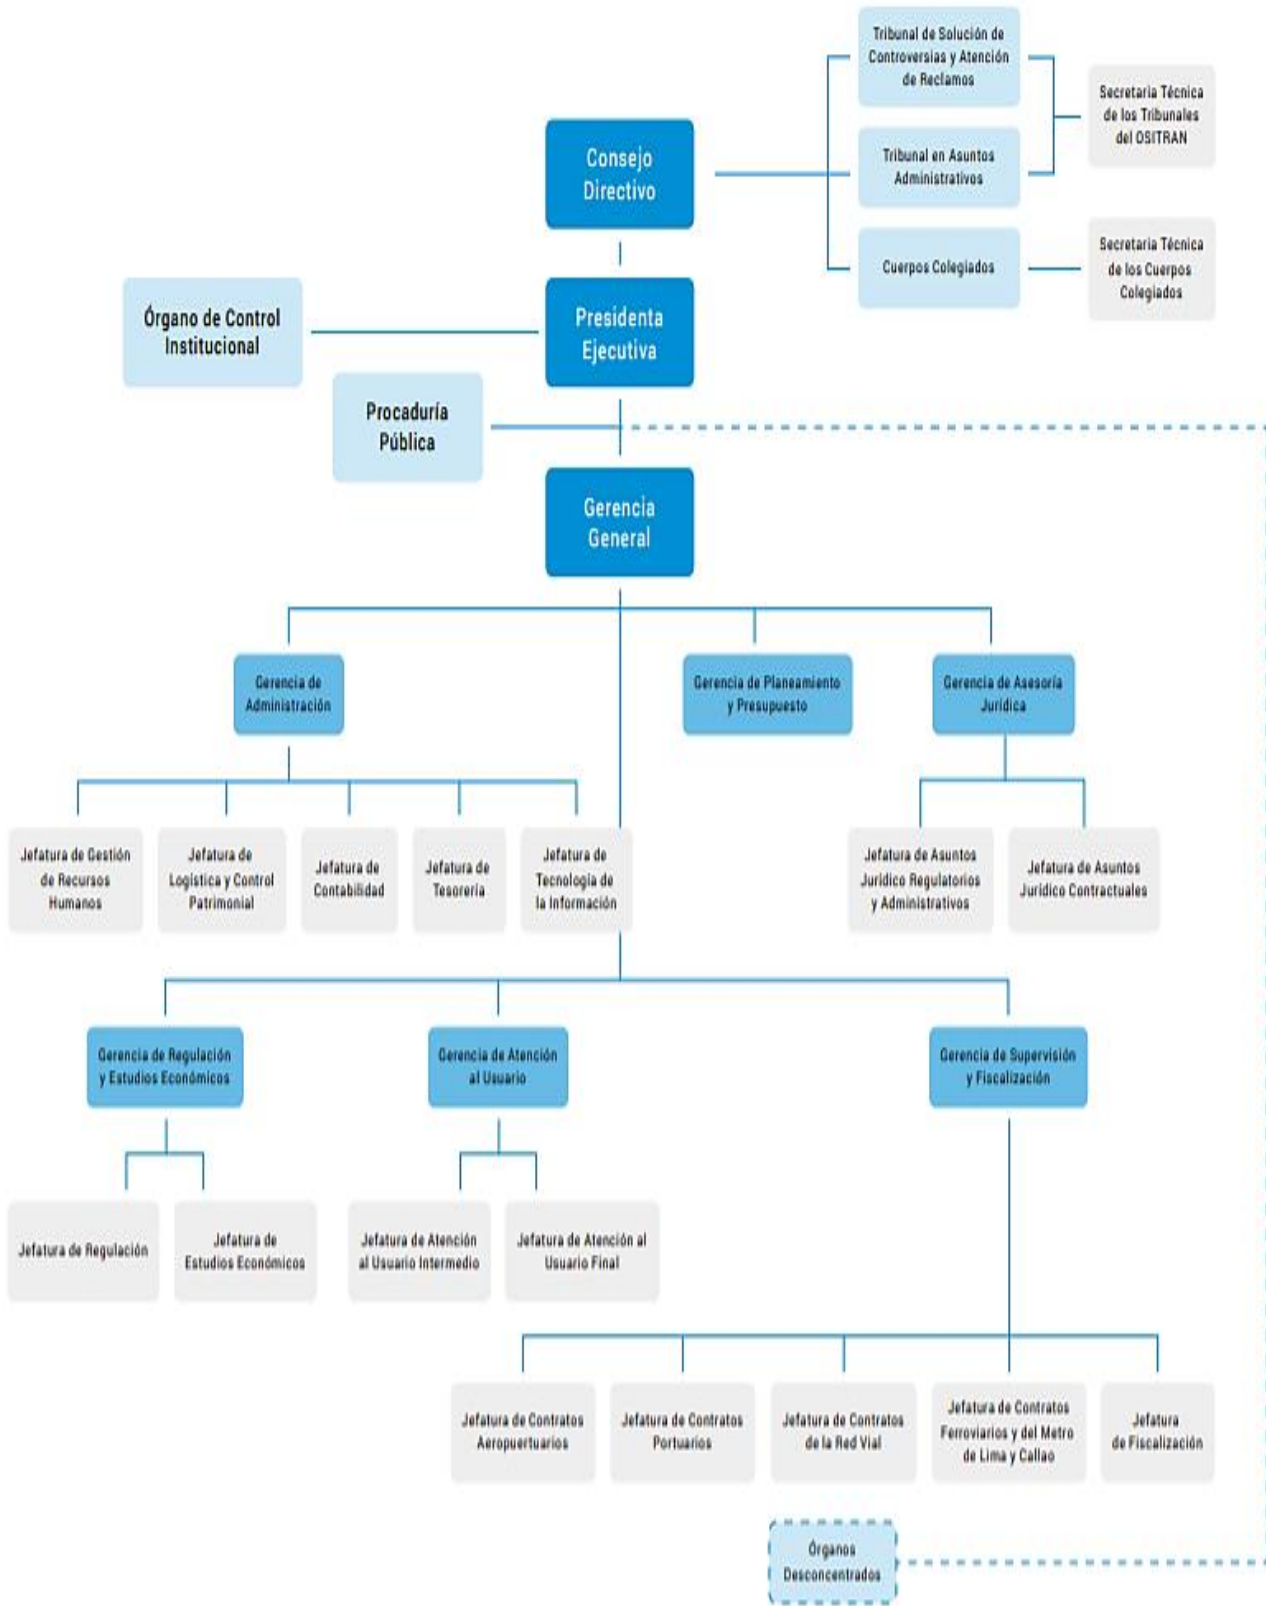 Tribunal de Solución de
Controversias y Atención
de Reclamos
Secretaria Técnica
de los Tribunales
del OSITRAN
Consejo
Directivo
Tribunal en Asuntos
Administrativos
Cuerpos Colegiados
Secretaria Técnica
de los Cuerpos
Colegiados
Órgano de Control
Institucional
Presidenta
Ejecutiva
Procaduría
Pública
Gerencia
General
Gerencia de
Administración
Gerencia de Planeamiento
y Presupuesto
Gerencia de Asesoría
Jurídica
Jefatura de Gestión
de Recursos
Humanos
Jefatura de
Logística y Control
Patrimonial
Jefatura de
Contabilidad
Jefatura de
Tesorería
Jefatura de
Tecnología de
la Información
Jefatura de Asuntos
Jurídico Regulatorios
y Administrativos
Jefatura de Asuntos
Jurídico Contractuales
Gerencia de Regulación
y Estudios Económicos
Gerencia de Atención
al Usuario
Gerencia de Supervisión
y Fiscalización
Jefatura de Regulación
Jefatura de
Estudios Económicos
Jefatura de Atención
al Usuario Intermedio
Jefatura de Atención al
Usuario Final
Jefatura de Contratos
Aeropuertuarios
Jefatura de Contratos
Portuarios
Jefatura de Contratos
de la Red Vial
Jefatura de Contratos
Ferroviarios y del Metro
de Lima y Callao
Jefatura
de Fiscalización
Órganos
Desconcentrados